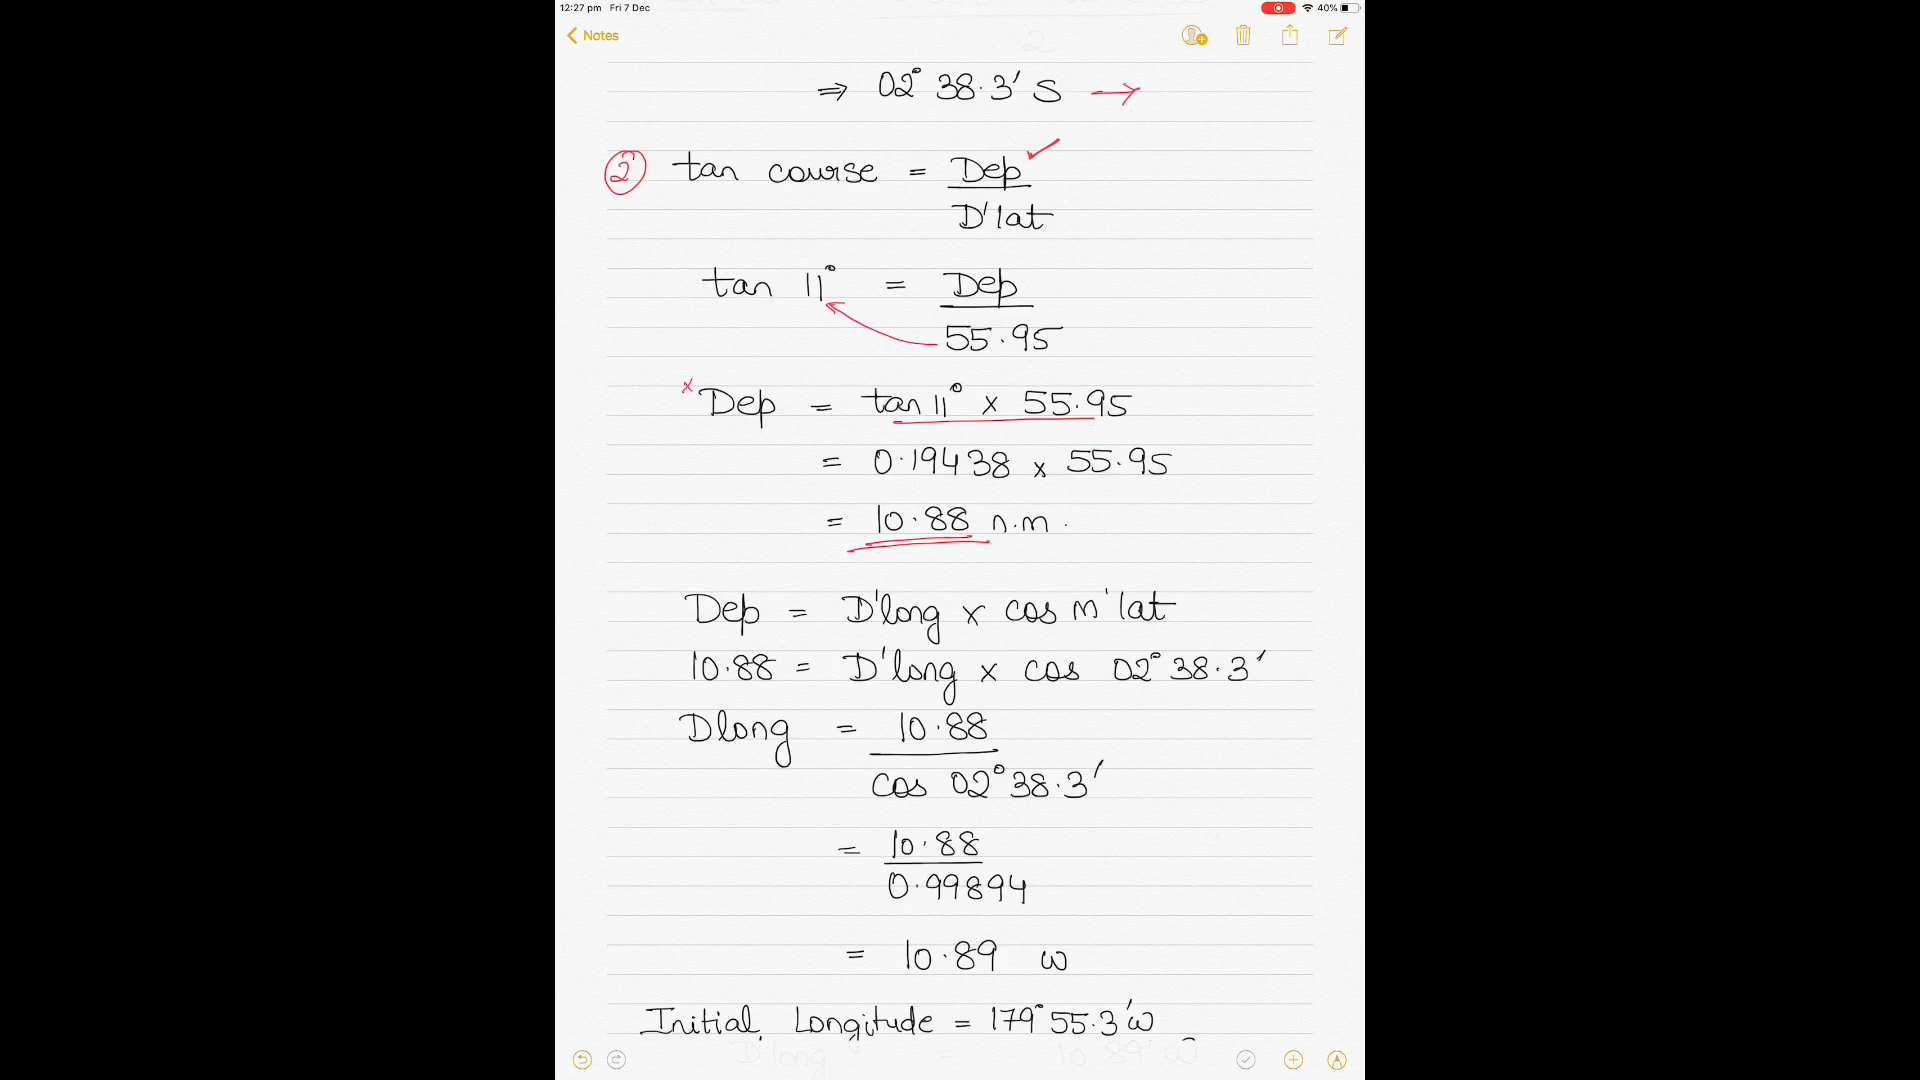 12:27 pm Fri 7 Dec
40%
Notes
⇒ 02° 38.3' S →
2 tan course = Dep ✓
D'lat
tan 11° = Dep
55.95
x Dep = tan 11° x 55.95
= 0.19438 x 55.95
= 10.88 n.m.
Dep = D'long x cos m'lat
10.88 = D'long x cos 02° 38.3'
Dlong = 10.88
cos 02° 38.3'
= 10.88
0.99894
= 10.89 W
Initial Longitude = 179° 55.3' W
D'long = 10.89' W